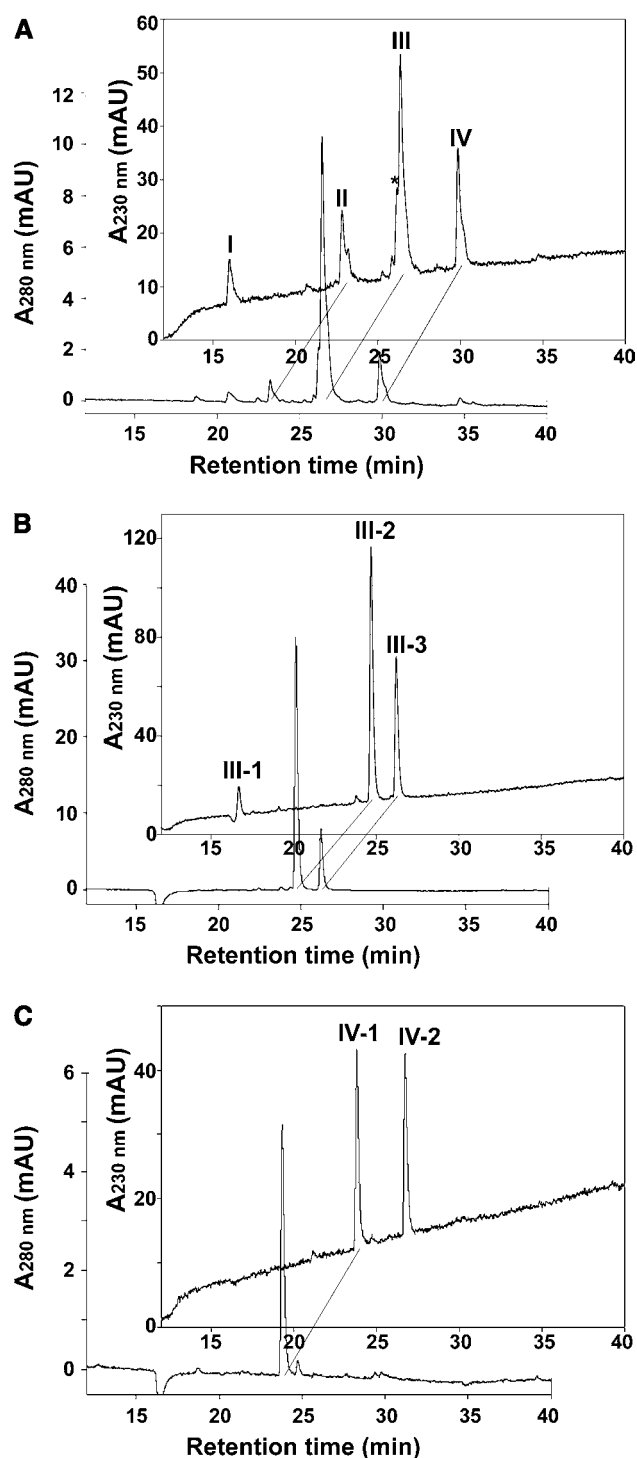 A
A280 nm (mAU)
12
10
8
6
4
2
0
A230 nm (mAU)
60
50
40
30
20
10
0
I
II
*
III
IV
15 20 25 30 35 40
15 20 25 30 35 40
Retention time (min)
B
A280 nm (mAU)
40
30
20
10
0
A230 nm (mAU)
120
80
40
0
III-1
III-2
III-3
15 20 25 30 35 40
15 20 25 30 35 40
Retention time (min)
C
A280 nm (mAU)
6
4
2
0
A230 nm (mAU)
40
20
0
IV-1 IV-2
15 20 25 30 35 40
15 20 25 30 35 40
Retention time (min)